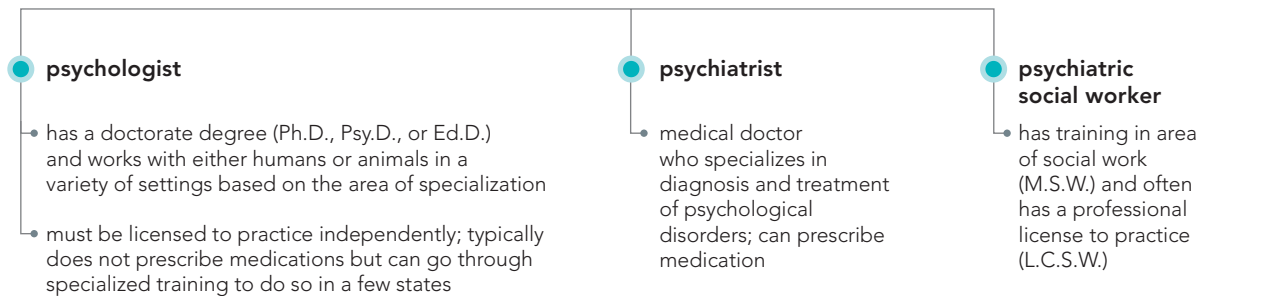 psychologist
has a doctorate degree (Ph.D., Psy.D., or Ed.D.)
and works with either humans or animals in a
variety of settings based on the area of specialization
must be licensed to practice independently; typically
does not prescribe medications but can go through
specialized training to do so in a few states
psychiatrist
medical doctor
who specializes in
diagnosis and treatment
of psychological
disorders; can prescribe
medication
psychiatric
social worker
has training in area
of social work
(M.S.W.) and often
has a professional
license to practice
(L.C.S.W.)